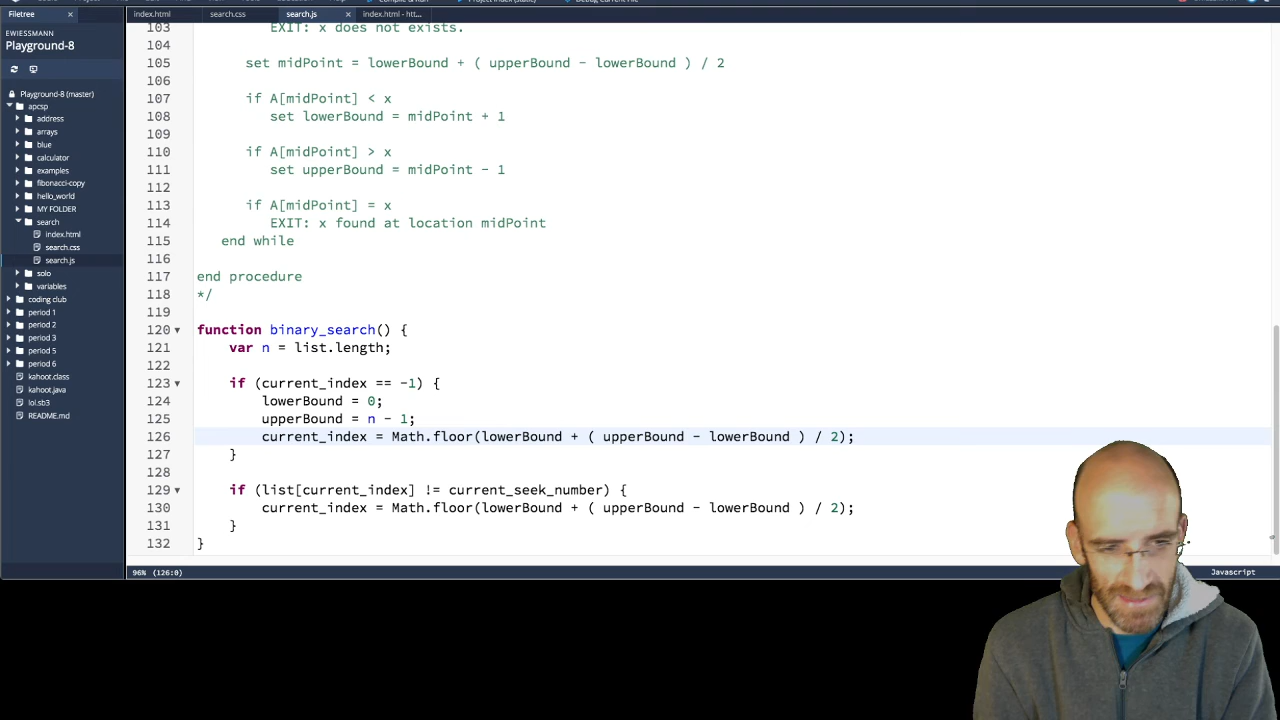 Filetree
index.html
search.css
search.js
index.html - htt...
EWIESSMANN
Playground-8
Playground-8 (master)
apcsp
address
arrays
blue
calculator
examples
fibonacci-copy
hello_world
MY FOLDER
search
index.html
search.css
search.js
solo
variables
coding club
period 1
period 2
period 3
period 5
period 6
kahoot.class
kahoot.java
lol.sb3
README.md
103 EXIT: x does not exists.
104
105 set midPoint = lowerBound + ( upperBound - lowerBound ) / 2
106
107 if A[midPoint] < x
108 set lowerBound = midPoint + 1
109
110 if A[midPoint] > x
111 set upperBound = midPoint - 1
112
113 if A[midPoint] = x
114 EXIT: x found at location midPoint
115 end while
116
117 end procedure
118 */
119
120 function binary_search() {
121 var n = list.length;
122
123 if (current_index == -1) {
124 lowerBound = 0;
125 upperBound = n - 1;
126 current_index = Math.floor(lowerBound + ( upperBound - lowerBound ) / 2);
127 }
128
129 if (list[current_index] != current_seek_number) {
130 current_index = Math.floor(lowerBound + ( upperBound - lowerBound ) / 2);
131 }
132 }
96% (126:0)
Javascript